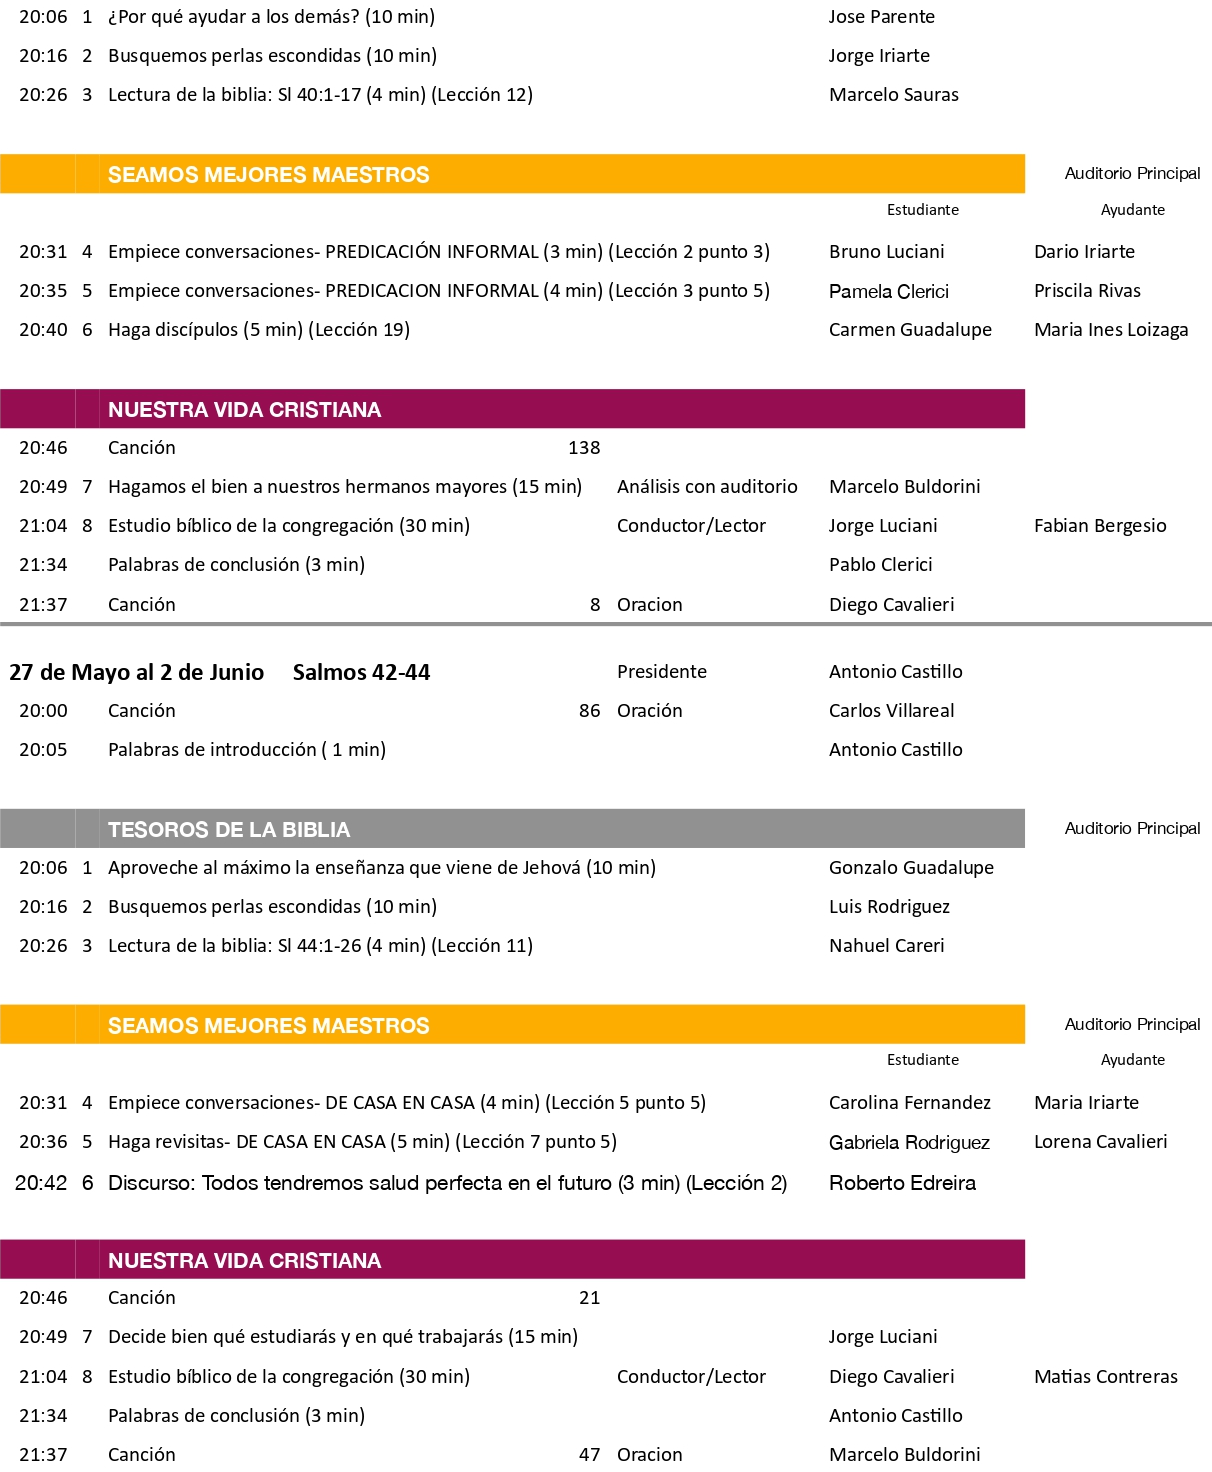 20:06 1 ¿Por qué ayudar a los demás? (10 min) Jose Parente
20:16 2 Busquemos perlas escondidas (10 min) Jorge Iriarte
20:26 3 Lectura de la biblia: Sl 40:1-17 (4 min) (Lección 12) Marcelo Sauras
SEAMOS MEJORES MAESTROS Auditorio Principal
Estudiante Ayudante
20:31 4 Empiece conversaciones- PREDICACIÓN INFORMAL (3 min) (Lección 2 punto 3) Bruno Luciani Dario Iriarte
20:35 5 Empiece conversaciones- PREDICACION INFORMAL (4 min) (Lección 3 punto 5) Pamela Clerici Priscila Rivas
20:40 6 Haga discípulos (5 min) (Lección 19) Carmen Guadalupe Maria Ines Loizaga
NUESTRA VIDA CRISTIANA
20:46 Canción 138
20:49 7 Hagamos el bien a nuestros hermanos mayores (15 min) Análisis con auditorio Marcelo Buldorini
21:04 8 Estudio bíblico de la congregación (30 min) Conductor/Lector Jorge Luciani Fabian Bergesio
21:34 Palabras de conclusión (3 min) Pablo Clerici
21:37 Canción 8 Oracion Diego Cavalieri
27 de Mayo al 2 de Junio Salmos 42-44 Presidente Antonio Castillo
20:00 Canción 86 Oración Carlos Villareal
20:05 Palabras de introducción ( 1 min) Antonio Castillo
TESOROS DE LA BIBLIA Auditorio Principal
20:06 1 Aproveche al máximo la enseñanza que viene de Jehová (10 min) Gonzalo Guadalupe
20:16 2 Busquemos perlas escondidas (10 min) Luis Rodriguez
20:26 3 Lectura de la biblia: Sl 44:1-26 (4 min) (Lección 11) Nahuel Careri
SEAMOS MEJORES MAESTROS Auditorio Principal
Estudiante Ayudante
20:31 4 Empiece conversaciones- DE CASA EN CASA (4 min) (Lección 5 punto 5) Carolina Fernandez Maria Iriarte
20:36 5 Haga revisitas- DE CASA EN CASA (5 min) (Lección 7 punto 5) Gabriela Rodriguez Lorena Cavalieri
20:42 6 Discurso: Todos tendremos salud perfecta en el futuro (3 min) (Lección 2) Roberto Edreira
NUESTRA VIDA CRISTIANA
20:46 Canción 21
20:49 7 Decide bien qué estudiarás y en qué trabajarás (15 min) Jorge Luciani
21:04 8 Estudio bíblico de la congregación (30 min) Conductor/Lector Diego Cavalieri Matias Contreras
21:34 Palabras de conclusión (3 min) Antonio Castillo
21:37 Canción 47 Oracion Marcelo Buldorini